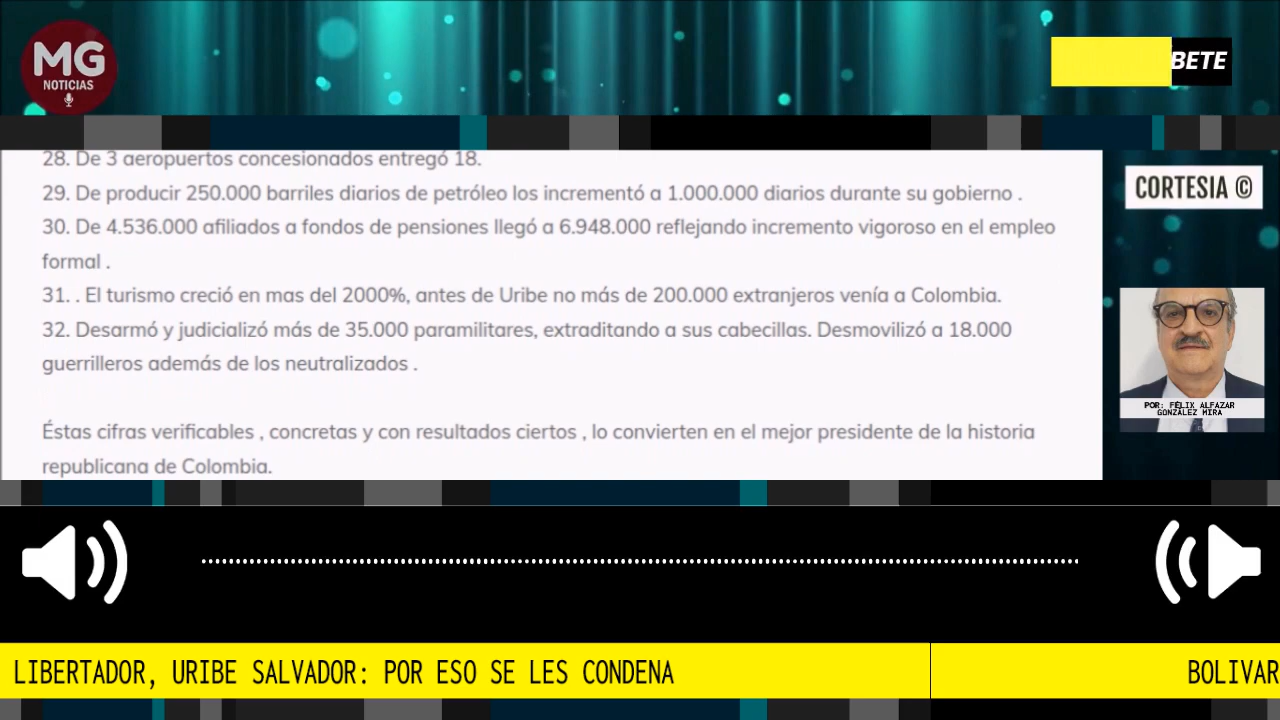 MG
NOTICIAS
BETE
28. De 3 aeropuertos concesionados entregó 18.
29. De producir 250.000 barriles diarios de petróleo los incrementó a 1.000.000 diarios durante su gobierno .
30. De 4.536.000 afiliados a fondos de pensiones llegó a 6.948.000 reflejando incremento vigoroso en el empleo
formal .
31. . El turismo creció en mas del 2000%, antes de Uribe no más de 200.000 extranjeros venía a Colombia.
32. Desarmó y judicializó más de 35.000 paramilitares, extraditando a sus cabecillas. Desmovilizó a 18.000
guerrilleros además de los neutralizados .
Éstas cifras verificables , concretas y con resultados ciertos , lo convierten en el mejor presidente de la historia
republicana de Colombia.
CORTESIA ©
POR: FÉLIX ALFAZAR
GONZÁLEZ MIRA
LIBERTADOR, URIBE SALVADOR: POR ESO SE LES CONDENA
BOLIVAR